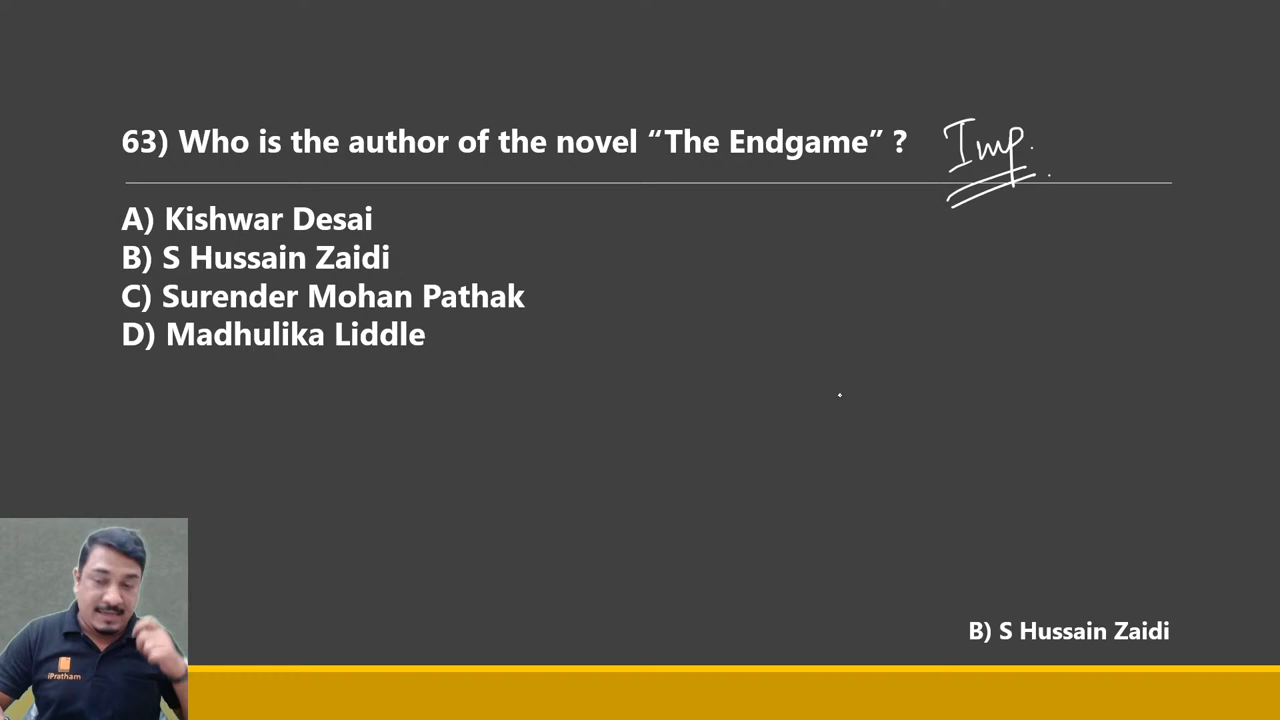 63) Who is the author of the novel “The Endgame” ? Imp.
A) Kishwar Desai
B) S Hussain Zaidi
C) Surender Mohan Pathak
D) Madhulika Liddle
B) S Hussain Zaidi
iPratham